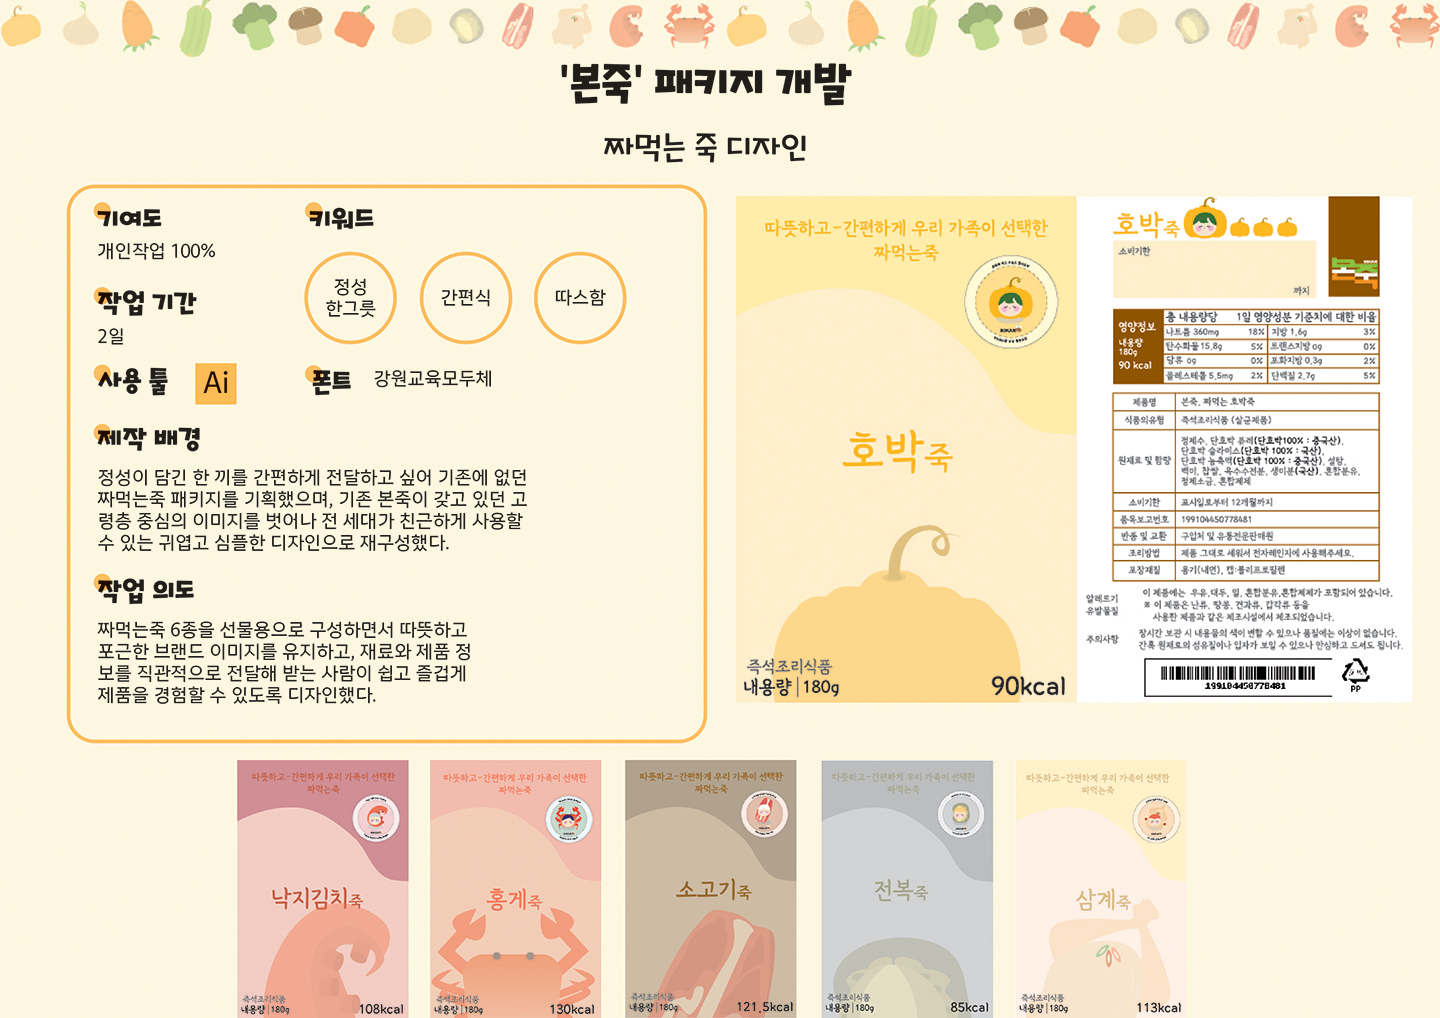 '본죽' 패키지 개발
짜먹는 죽 디자인
기여도
개인작업 100%
작업 기간
2일
사용 툴
Ai
키워드
정성
한그릇
간편식
따스함
폰트
강원교육모두체
제작 배경
정성이 담긴 한 끼를 간편하게 전달하고 싶어 기존에 없던
짜먹는죽 패키지를 기획했으며, 기존 본죽이 갖고 있던 고
령층 중심의 이미지를 벗어나 전 세대가 친근하게 사용할
수 있는 귀엽고 심플한 디자인으로 재구성했다.
작업 의도
짜먹는죽 6종을 선물용으로 구성하면서 따뜻하고
포근한 브랜드 이미지를 유지하고, 재료와 제품 정
보를 직관적으로 전달해 받는 사람이 쉽고 즐겁게
제품을 경험할 수 있도록 디자인했다.
따뜻하고-간편하게 우리 가족이 선택한
짜먹는죽
호박죽
즉석조리식품
내용량|180g
90kcal
호박죽
소비기한
까지
본죽
영양정보
내용량
180g
90 kcal
총 내용량당 1일 영양성분 기준치에 대한 비율
나트륨 360mg 18% 지방 1.6g 3%
탄수화물 15.8g 5% 트랜스지방 0g 0%
당류 0g 0% 포화지방 0.3g 2%
콜레스테롤 5.5mg 2% 단백질 2.7g 5%
제품명 본죽, 짜먹는 호박죽
식품의유형 즉석조리식품 (살균제품)
원재료 및 함량
정제수, 단호박 퓨레(단호박100% : 중국산),
단호박 슬라이스(단호박 100% : 국산),
단호박 농축액(단호박 100% : 중국산), 설탕,
백미, 찹쌀, 옥수수전분, 생미분(국산), 혼합분유,
정제소금, 혼합제제
소비기한 표시일로부터 12개월까지
품목보고번호 199104450778481
반품 및 교환 구입처 및 유통전문판매원
조리방법 제품 그대로 세워서 전자레인지에 사용해주세요.
포장재질 용기(내면), 캡:폴리프로필렌
알레르기
유발물질
이 제품에는 우유,대두, 밀, 혼합분유,혼합제제가 포함되어 있습니다.
※ 이 제품은 난류, 땅콩, 견과류, 갑각류 등을
사용한 제품과 같은 제조시설에서 제조되었습니다.
주의사항
장시간 보관 시 내용물의 색이 변할 수 있으나 품질에는 이상이 없습니다.
간혹 원재료의 섬유질이나 입자가 보일 수 있으나 안심하고 드셔도 됩니다.
199104450778481
PP
따뜻하고-간편하게 우리 가족이 선택한
짜먹는죽
낙지김치죽
즉석조리식품
내용량|180g
108kcal
따뜻하고-간편하게 우리 가족이 선택한
짜먹는죽
홍게죽
즉석조리식품
내용량|180g
130kcal
따뜻하고-간편하게 우리 가족이 선택한
짜먹는죽
소고기죽
즉석조리식품
내용량|180g
121.5kcal
따뜻하고-간편하게 우리 가족이 선택한
짜먹는죽
전복죽
즉석조리식품
내용량|180g
85kcal
따뜻하고-간편하게 우리 가족이 선택한
짜먹는죽
삼계죽
즉석조리식품
내용량|180g
113kcal